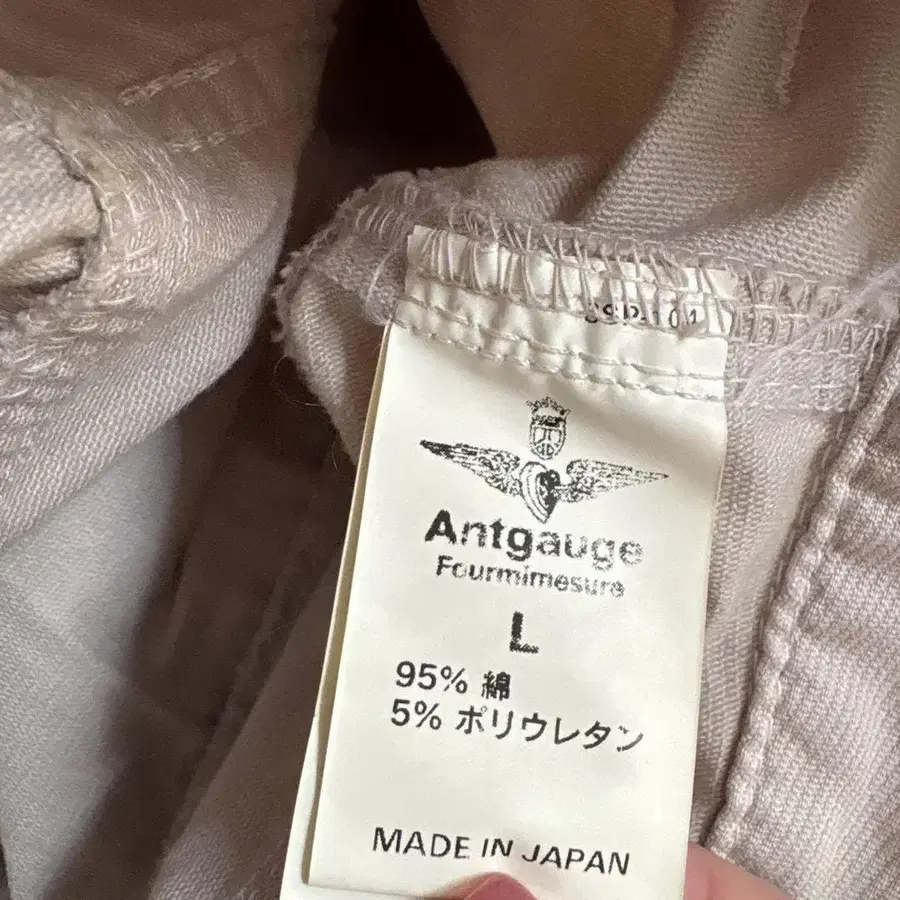 Antgauge
Fourmimesure
L
95% 綿
5% ポリウレタン
MADE IN JAPAN